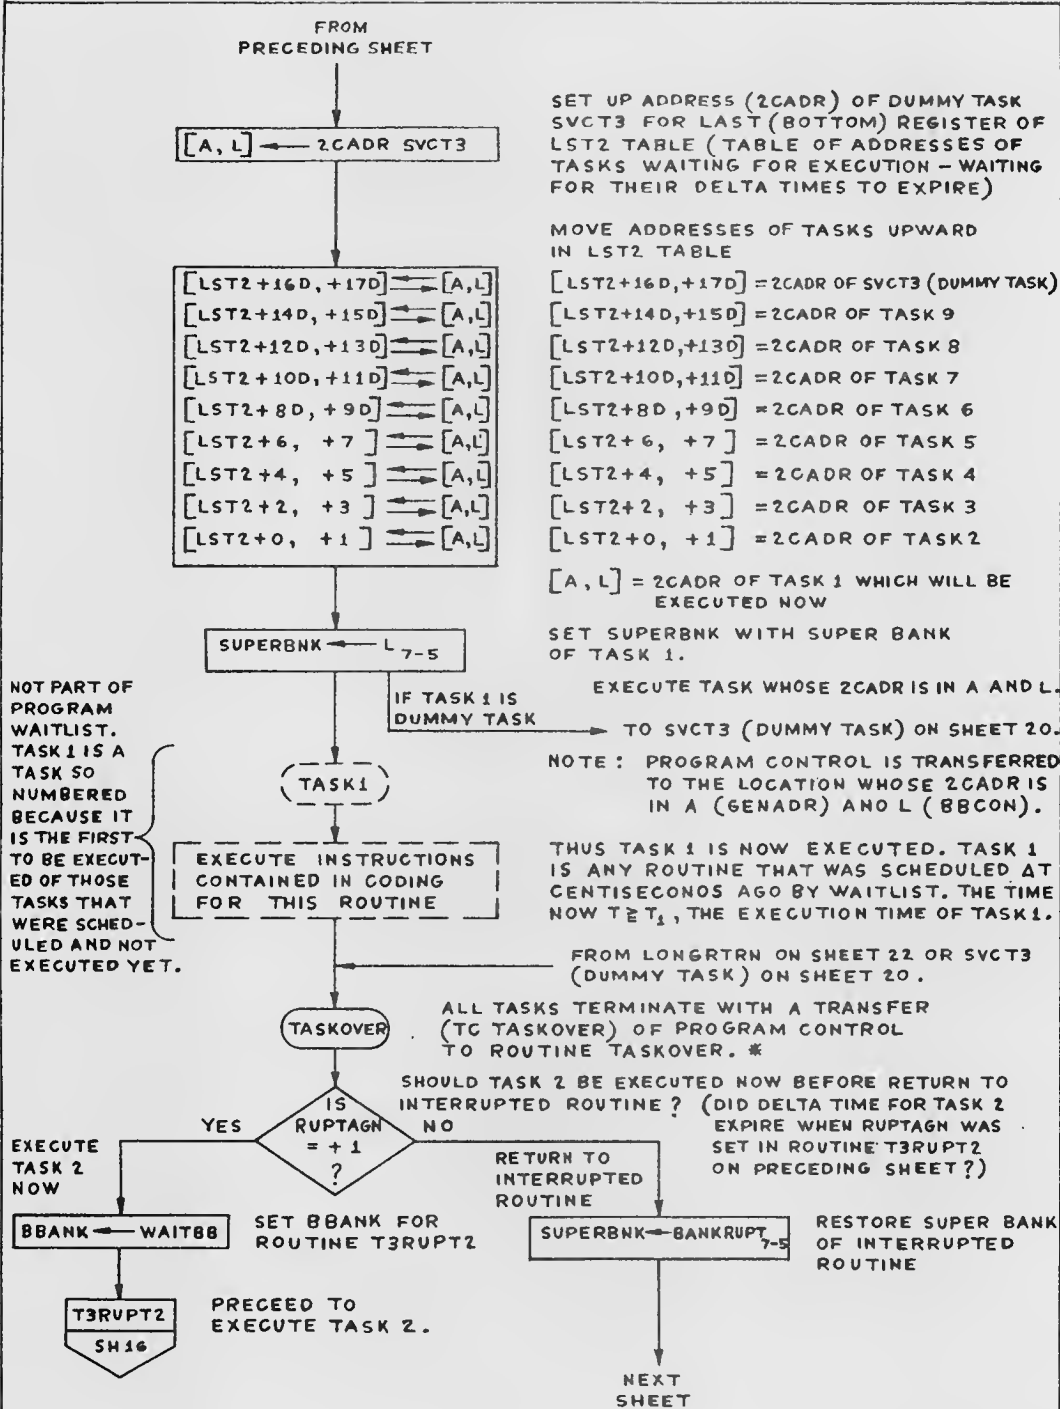 FROM
PRECEDING SHEET
[A, L] ← 2CADR SVCT3
SET UP ADDRESS (2CADR) OF DUMMY TASK
SVCT3 FOR LAST (BOTTOM) REGISTER OF
LST2 TABLE (TABLE OF ADDRESSES OF
TASKS WAITING FOR EXECUTION – WAITING
FOR THEIR DELTA TIMES TO EXPIRE)
MOVE ADDRESSES OF TASKS UPWARD
IN LST2 TABLE
[LST2+16D, +17D] ⇄ [A,L] [LST2+16D,+17D] = 2CADR OF SVCT3 (DUMMY TASK)
[LST2+14D, +15D] ⇄ [A,L] [LST2+14D,+15D] = 2CADR OF TASK 9
[LST2+12D, +13D] ⇄ [A,L] [LST2+12D,+13D] = 2CADR OF TASK 8
[LST2+10D, +11D] ⇄ [A,L] [LST2+10D,+11D] = 2CADR OF TASK 7
[LST2+8D, +9D] ⇄ [A,L] [LST2+8D ,+9D] = 2CADR OF TASK 6
[LST2+6, +7 ] ⇄ [A,L] [LST2+6, +7 ] = 2CADR OF TASK 5
[LST2+4, +5 ] ⇄ [A,L] [LST2+4, +5 ] = 2CADR OF TASK 4
[LST2+2, +3 ] ⇄ [A,L] [LST2+2, +3 ] = 2CADR OF TASK 3
[LST2+0, +1 ] ⇄ [A,L] [LST2+0, +1 ] = 2CADR OF TASK 2
[A, L] = 2CADR OF TASK 1 WHICH WILL BE
EXECUTED NOW
SUPERBNK ← L 7-5
SET SUPERBNK WITH SUPER BANK
OF TASK 1.
EXECUTE TASK WHOSE 2CADR IS IN A AND L.
IF TASK 1 IS
DUMMY TASK
TO SVCT3 (DUMMY TASK) ON SHEET 20.
NOT PART OF
PROGRAM
WAITLIST.
TASK 1 IS A
TASK SO
NUMBERED
BECAUSE IT
IS THE FIRST
TO BE EXECUT-
ED OF THOSE
TASKS THAT
WERE SCHED-
ULED AND NOT
EXECUTED YET.
TASK1
NOTE : PROGRAM CONTROL IS TRANSFERRED
TO THE LOCATION WHOSE 2CADR IS
IN A (GENADR) AND L (BBCON).
EXECUTE INSTRUCTIONS
CONTAINED IN CODING
FOR THIS ROUTINE
THUS TASK 1 IS NOW EXECUTED. TASK 1
IS ANY ROUTINE THAT WAS SCHEDULED ΔT
CENTISECONDS AGO BY WAITLIST. THE TIME
NOW T ≥ T1, THE EXECUTION TIME OF TASK 1.
FROM LONGRTRN ON SHEET 22 OR SVCT3
(DUMMY TASK) ON SHEET 20.
TASKOVER
ALL TASKS TERMINATE WITH A TRANSFER
(TC TASKOVER) OF PROGRAM CONTROL
TO ROUTINE TASKOVER. *
IS
RUPTAGN
= + 1
?
SHOULD TASK 2 BE EXECUTED NOW BEFORE RETURN TO
INTERRUPTED ROUTINE ? (DID DELTA TIME FOR TASK 2
EXPIRE WHEN RUPTAGN WAS
SET IN ROUTINE T3RUPT2
ON PRECEDING SHEET ?)
YES
NO
EXECUTE
TASK 2
NOW
RETURN TO
INTERRUPTED
ROUTINE
BBANK ← WAITBB
SET BBANK FOR
ROUTINE T3RUPT2
SUPERBNK ← BANKRUPT 7-5
RESTORE SUPER BANK
OF INTERRUPTED
ROUTINE
T3RUPT2
SH 16
PRECEED TO
EXECUTE TASK 2.
NEXT
SHEET